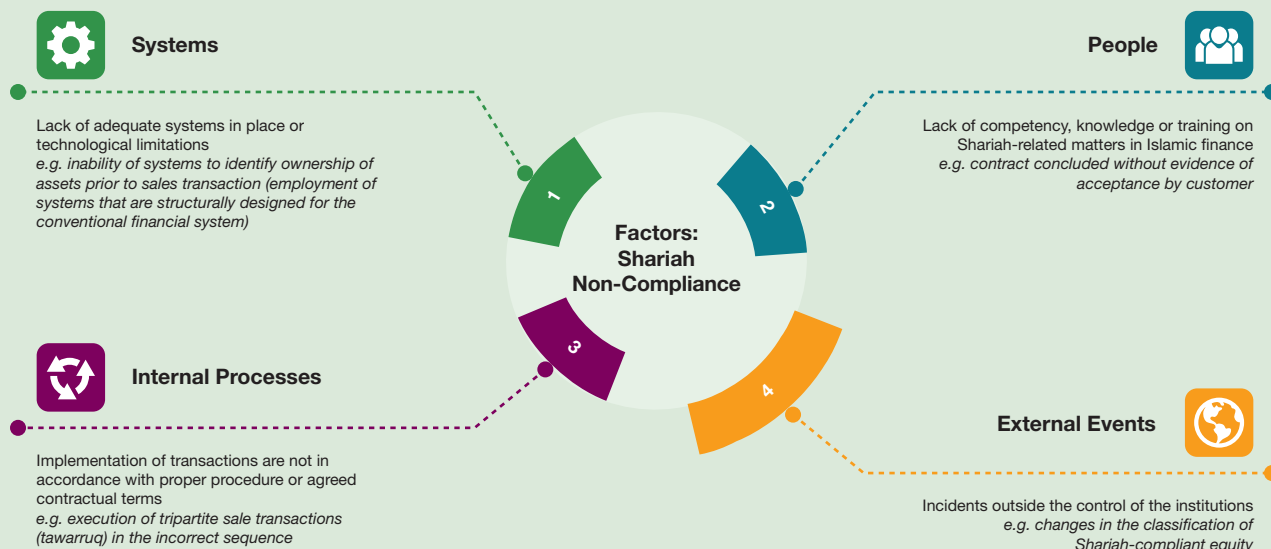 Systems
Lack of adequate systems in place or
technological limitations
e.g. inability of systems to identify ownership of
assets prior to sales transaction (employment of
systems that are structurally designed for the
conventional financial system)
People
Lack of competency, knowledge or training on
Shariah-related matters in Islamic finance
e.g. contract concluded without evidence of
acceptance by customer
1
2
Factors:
Shariah
Non-Compliance
3
4
Internal Processes
Implementation of transactions are not in
accordance with proper procedure or agreed
contractual terms
e.g. execution of tripartite sale transactions
(tawarruq) in the incorrect sequence
External Events
Incidents outside the control of the institutions
e.g. changes in the classification of
Shariah-compliant equity